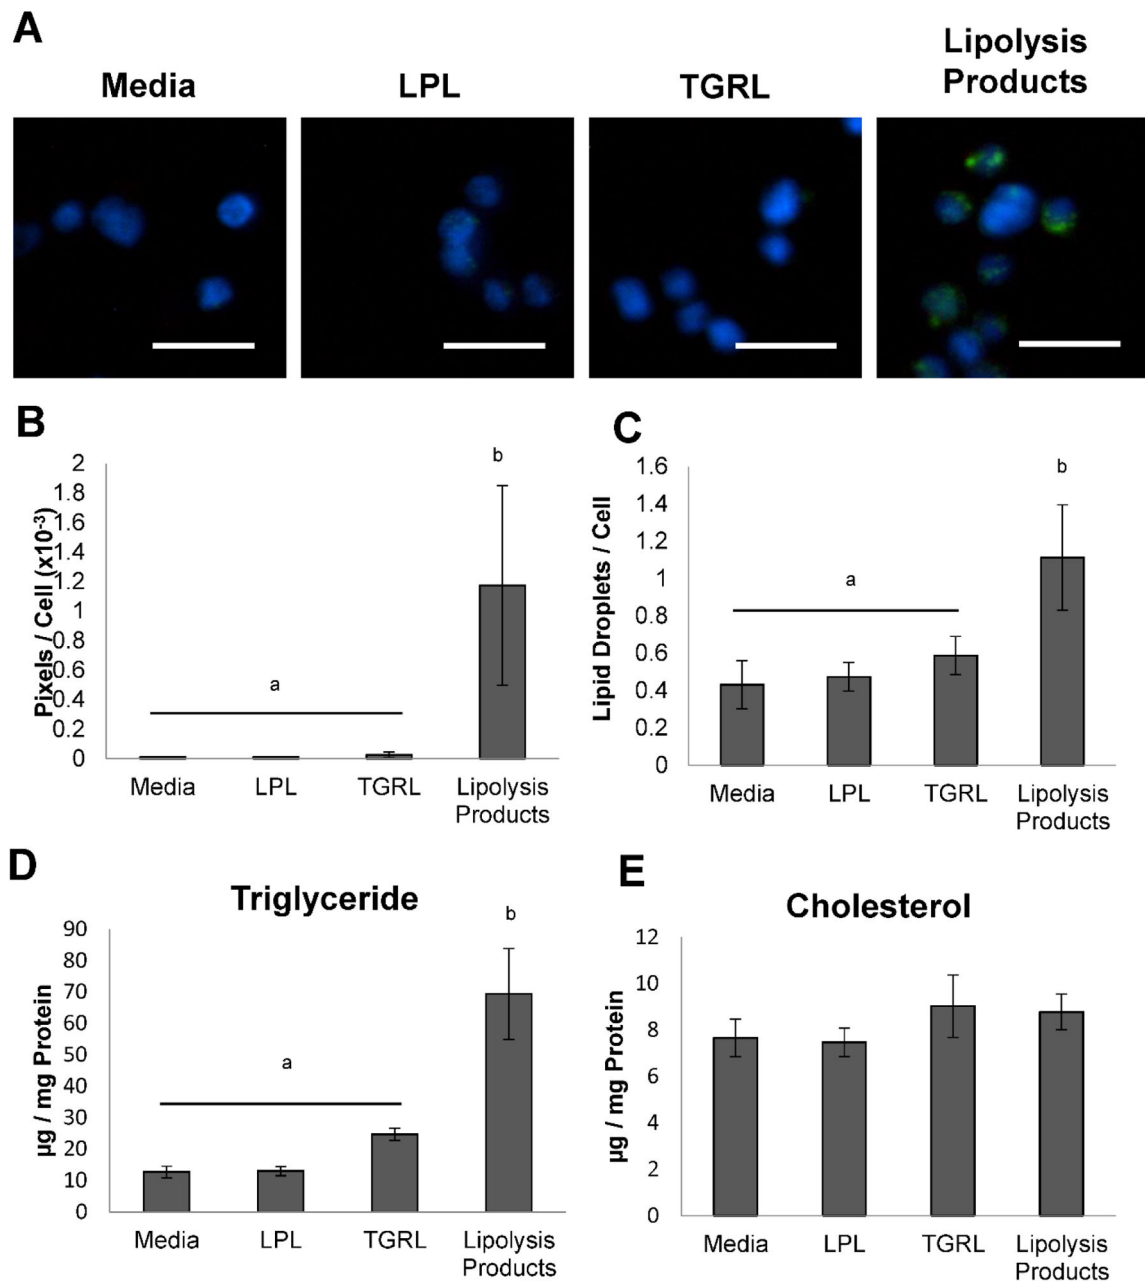 A
Media
LPL
TGRL
Lipolysis
Products
B
Pixels / Cell (x10⁻³)
2
1.8
1.6
1.4
1.2
1
0.8
0.6
0.4
0.2
0
a
b
Media
LPL
TGRL
Lipolysis
Products
C
Lipid Droplets / Cell
1.6
1.4
1.2
1
0.8
0.6
0.4
0.2
0
a
b
Media
LPL
TGRL
Lipolysis
Products
D
Triglyceride
µg / mg Protein
90
80
70
60
50
40
30
20
10
0
a
b
Media
LPL
TGRL
Lipolysis
Products
E
Cholesterol
µg / mg Protein
12
10
8
6
4
2
0
Media
LPL
TGRL
Lipolysis
Products